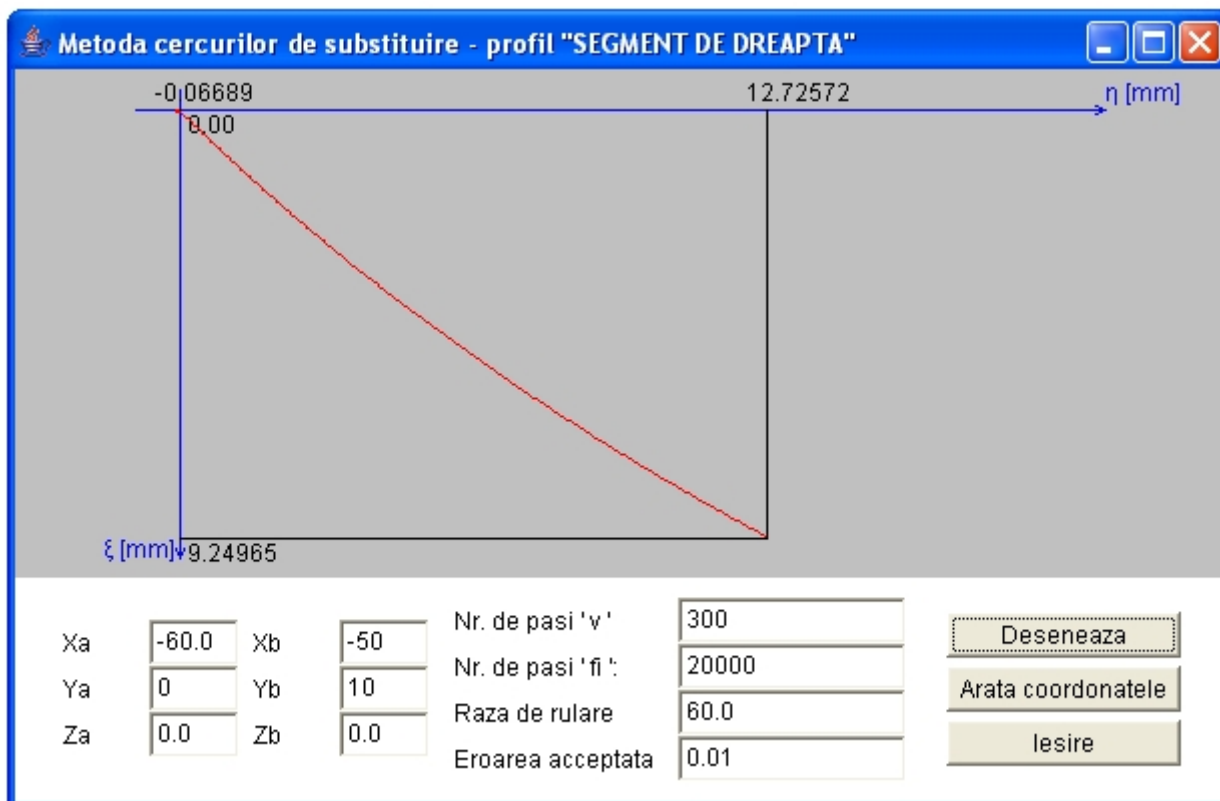 Metoda cercurilor de substituire - profil "SEGMENT DE DREAPTA"
-0.06689
12.72572
η [mm]
0.00
ξ [mm]
9.24965
Xa -60.0 Xb -50
Ya 0 Yb 10
Za 0.0 Zb 0.0
Nr. de pasi 'v' 300
Nr. de pasi 'fi': 20000
Raza de rulare 60.0
Eroarea acceptata 0.01
Deseneaza
Arata coordonatele
Iesire